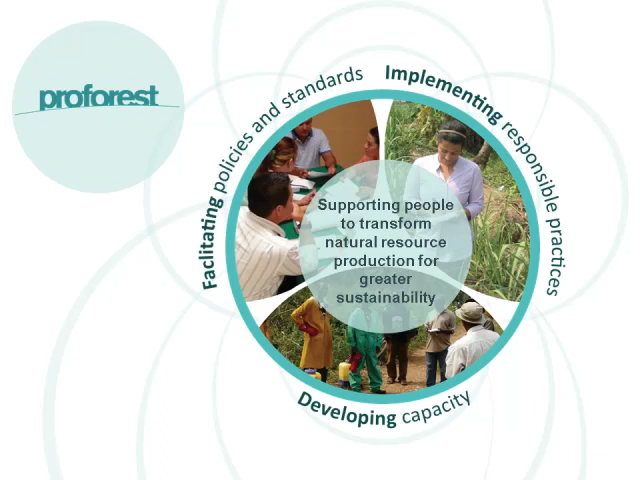 proforest
Facilitating policies and standards
Implementing responsible practices
Supporting people
to transform
natural resource
production for
greater
sustainability
Developing capacity